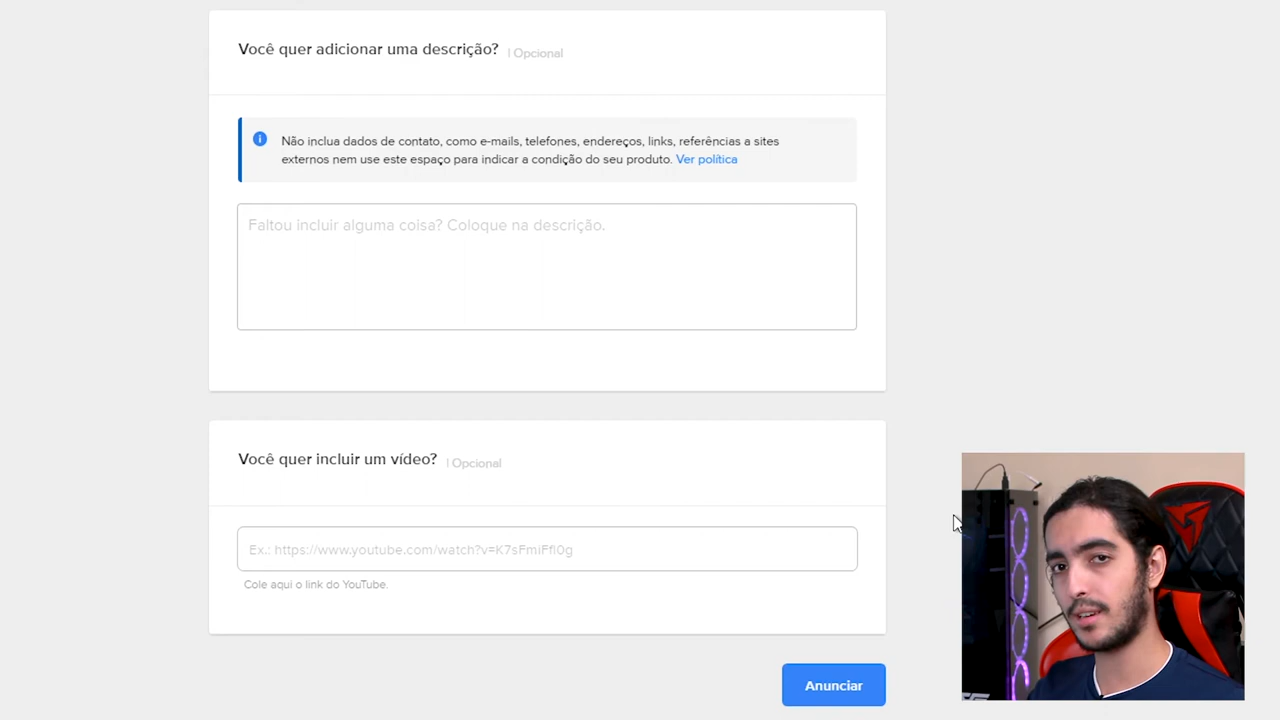 Você quer adicionar uma descrição? | Opcional
Não inclua dados de contato, como e-mails, telefones, endereços, links, referências a sites
externos nem use este espaço para indicar a condição do seu produto. Ver política
Faltou incluir alguma coisa? Coloque na descrição.
Você quer incluir um vídeo? | Opcional
Ex.: https://www.youtube.com/watch?v=K7sFmiFfl0g
Cole aqui o link do YouTube.
Anunciar